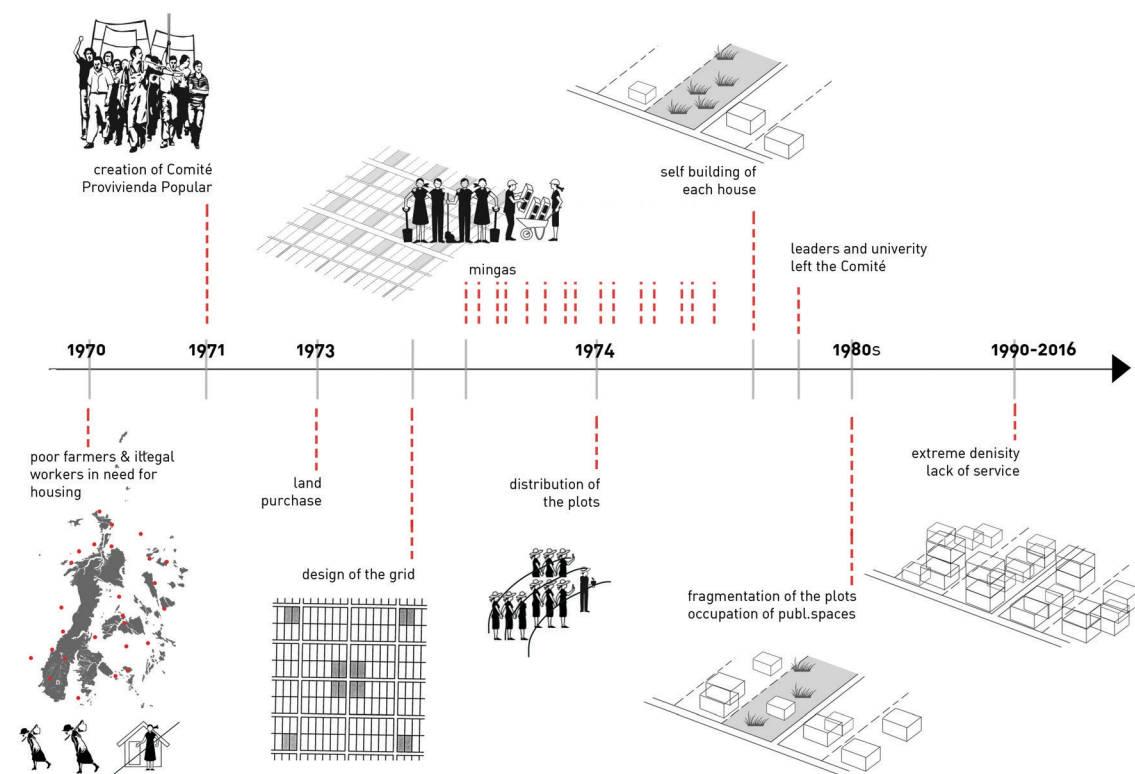 creation of Comité
Provivienda Popular
mingas
self building of
each house
leaders and univerity
left the Comité
1970
1971
1973
1974
1980s
1990-2016
poor farmers & illegal
workers in need for
housing
land
purchase
design of the grid
distribution of
the plots
fragmentation of the plots
occupation of publ.spaces
extreme denisity
lack of service